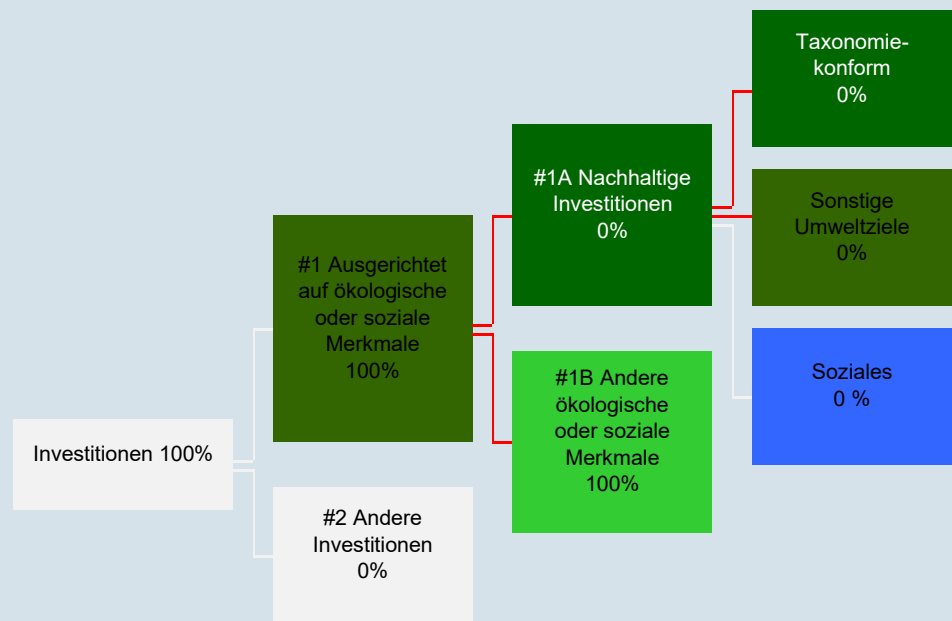 Investitionen 100%
#1 Ausgerichtet
auf ökologische
oder soziale
Merkmale
100%
#2 Andere
Investitionen
0%
#1A Nachhaltige
Investitionen
0%
#1B Andere
ökologische
oder soziale
Merkmale
100%
Taxonomie-
konform
0%
Sonstige
Umweltziele
0%
Soziales
0 %